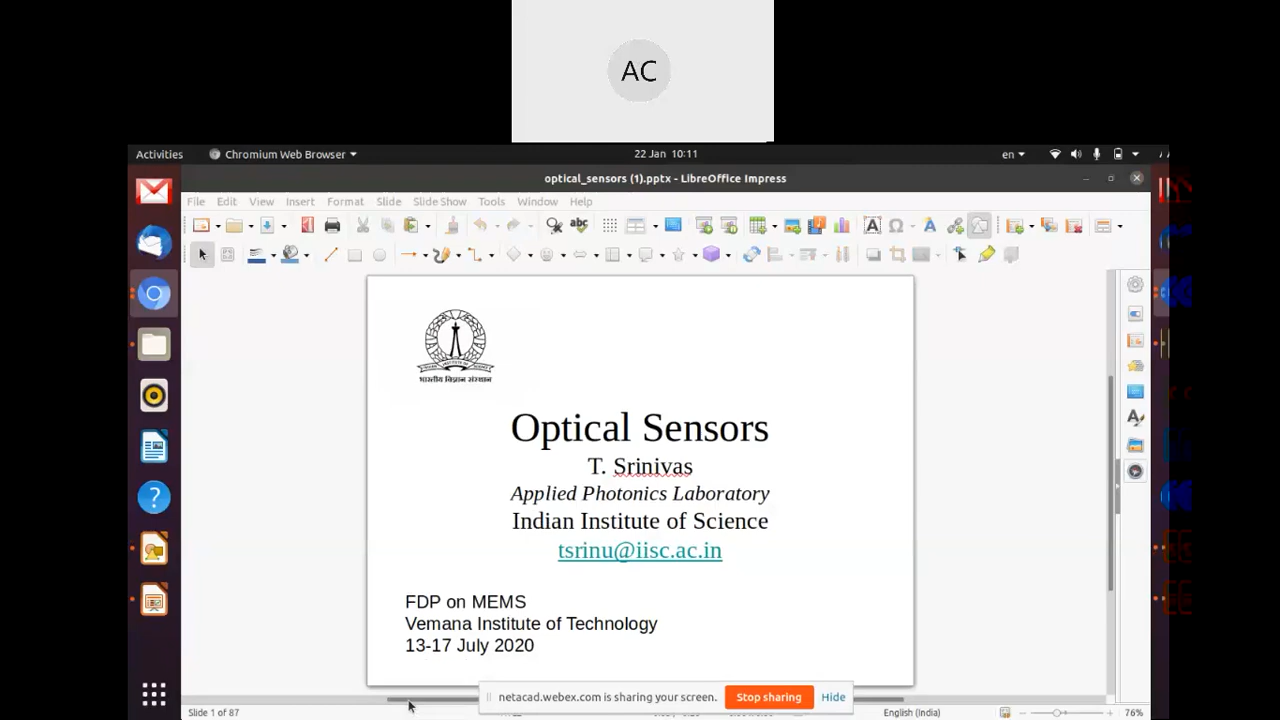 AC
Activities
Chromium Web Browser
22 Jan 10:11
en
optical_sensors (1).pptx - LibreOffice Impress
File Edit View Insert Format Slide Slide Show Tools Window Help
abc
भारतीय विज्ञान संस्थान
Optical Sensors
T. Srinivas
Applied Photonics Laboratory
Indian Institute of Science
tsrinu@iisc.ac.in
FDP on MEMS
Vemana Institute of Technology
13-17 July 2020
netacad.webex.com is sharing your screen.
Stop sharing
Hide
Slide 1 of 87
English (India)
76%